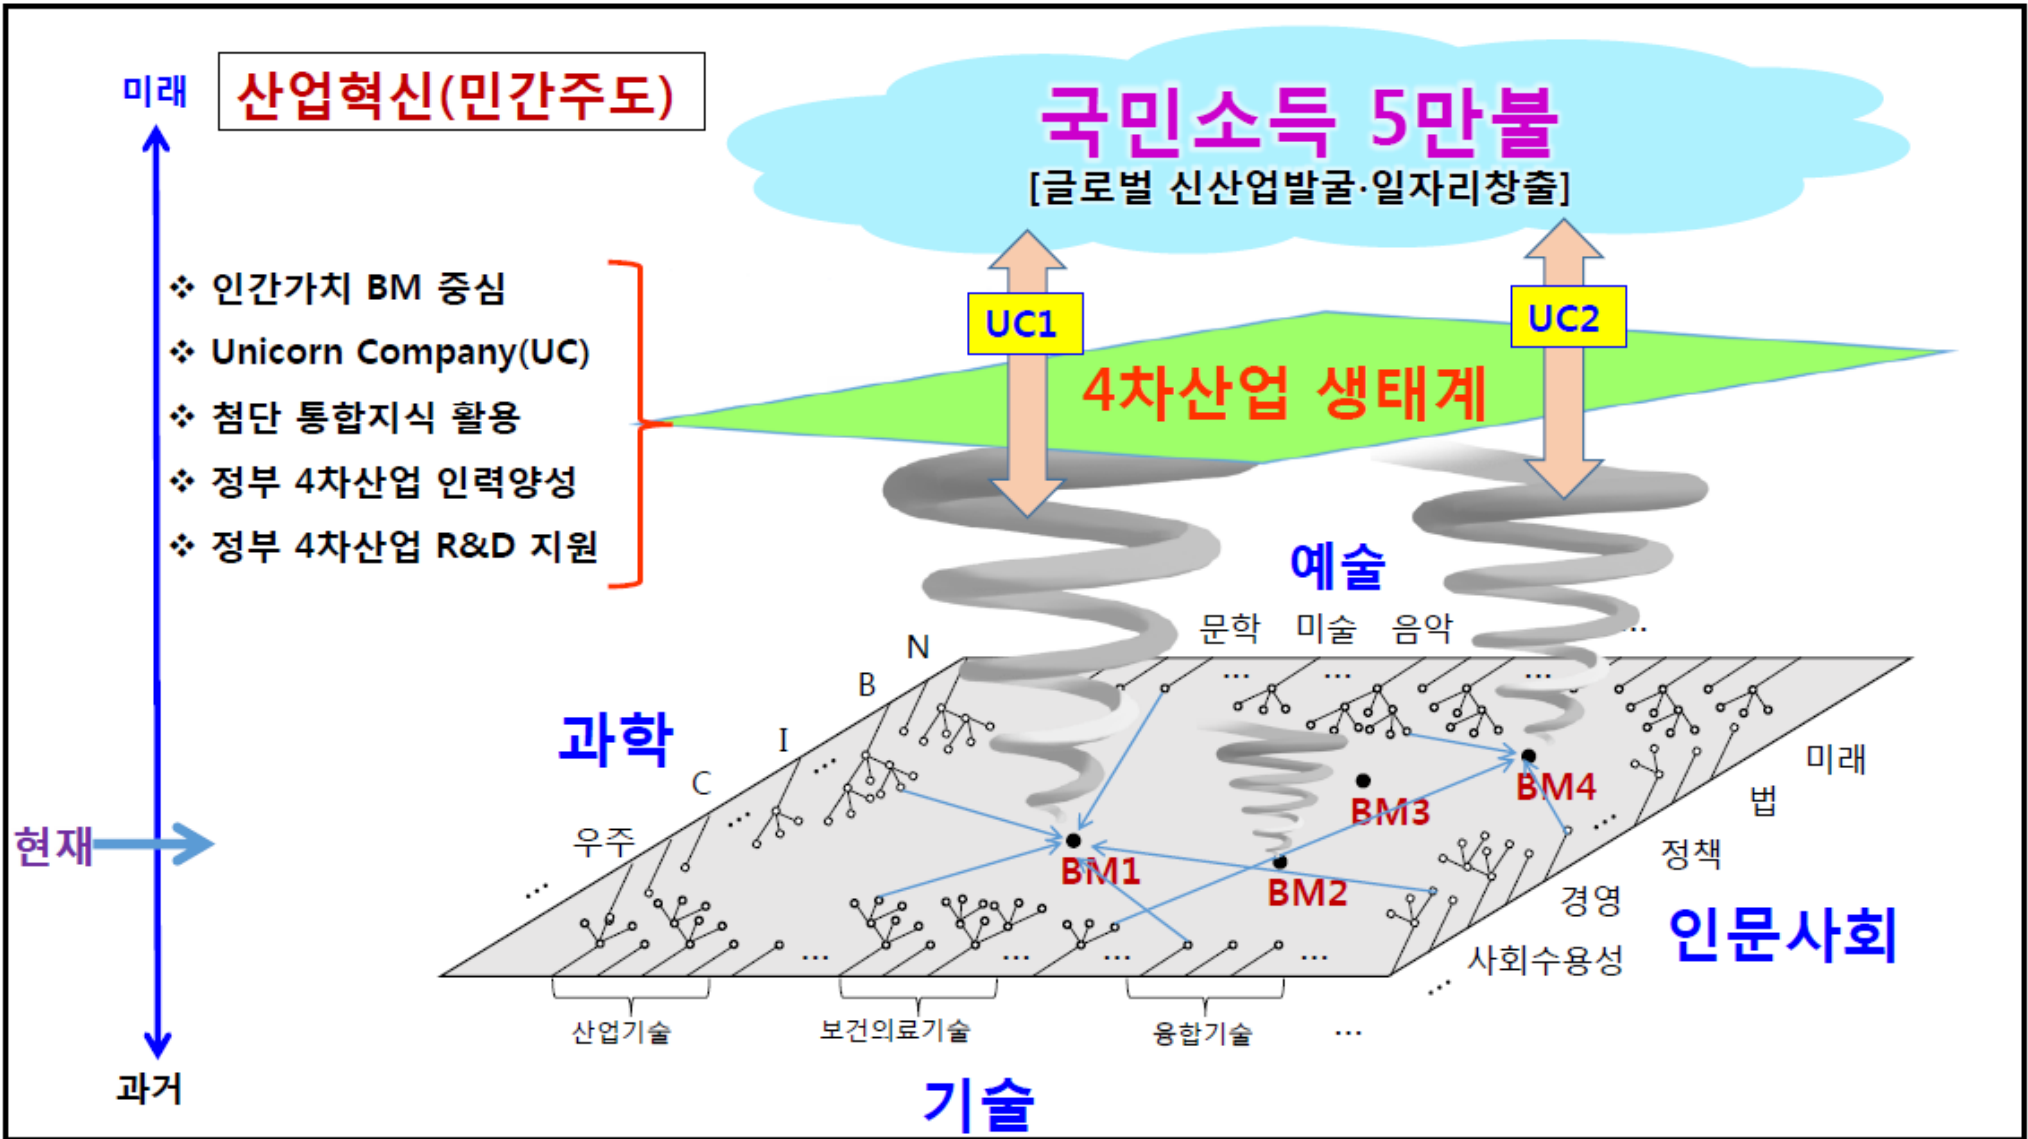 미래
산업혁신(민간주도)
국민소득 5만불
[글로벌 신산업발굴·일자리창출]
❖ 인간가치 BM 중심
❖ Unicorn Company(UC)
❖ 첨단 통합지식 활용
❖ 정부 4차산업 인력양성
❖ 정부 4차산업 R&D 지원
UC1
UC2
4차산업 생태계
예술
문학 미술 음악 ...
N
B
I
C
우주
...
과학
현재
BM1
BM2
BM3
BM4
미래
법
정책
경영
사회수용성
...
인문사회
산업기술
보건의료기술
융합기술
...
과거
기술